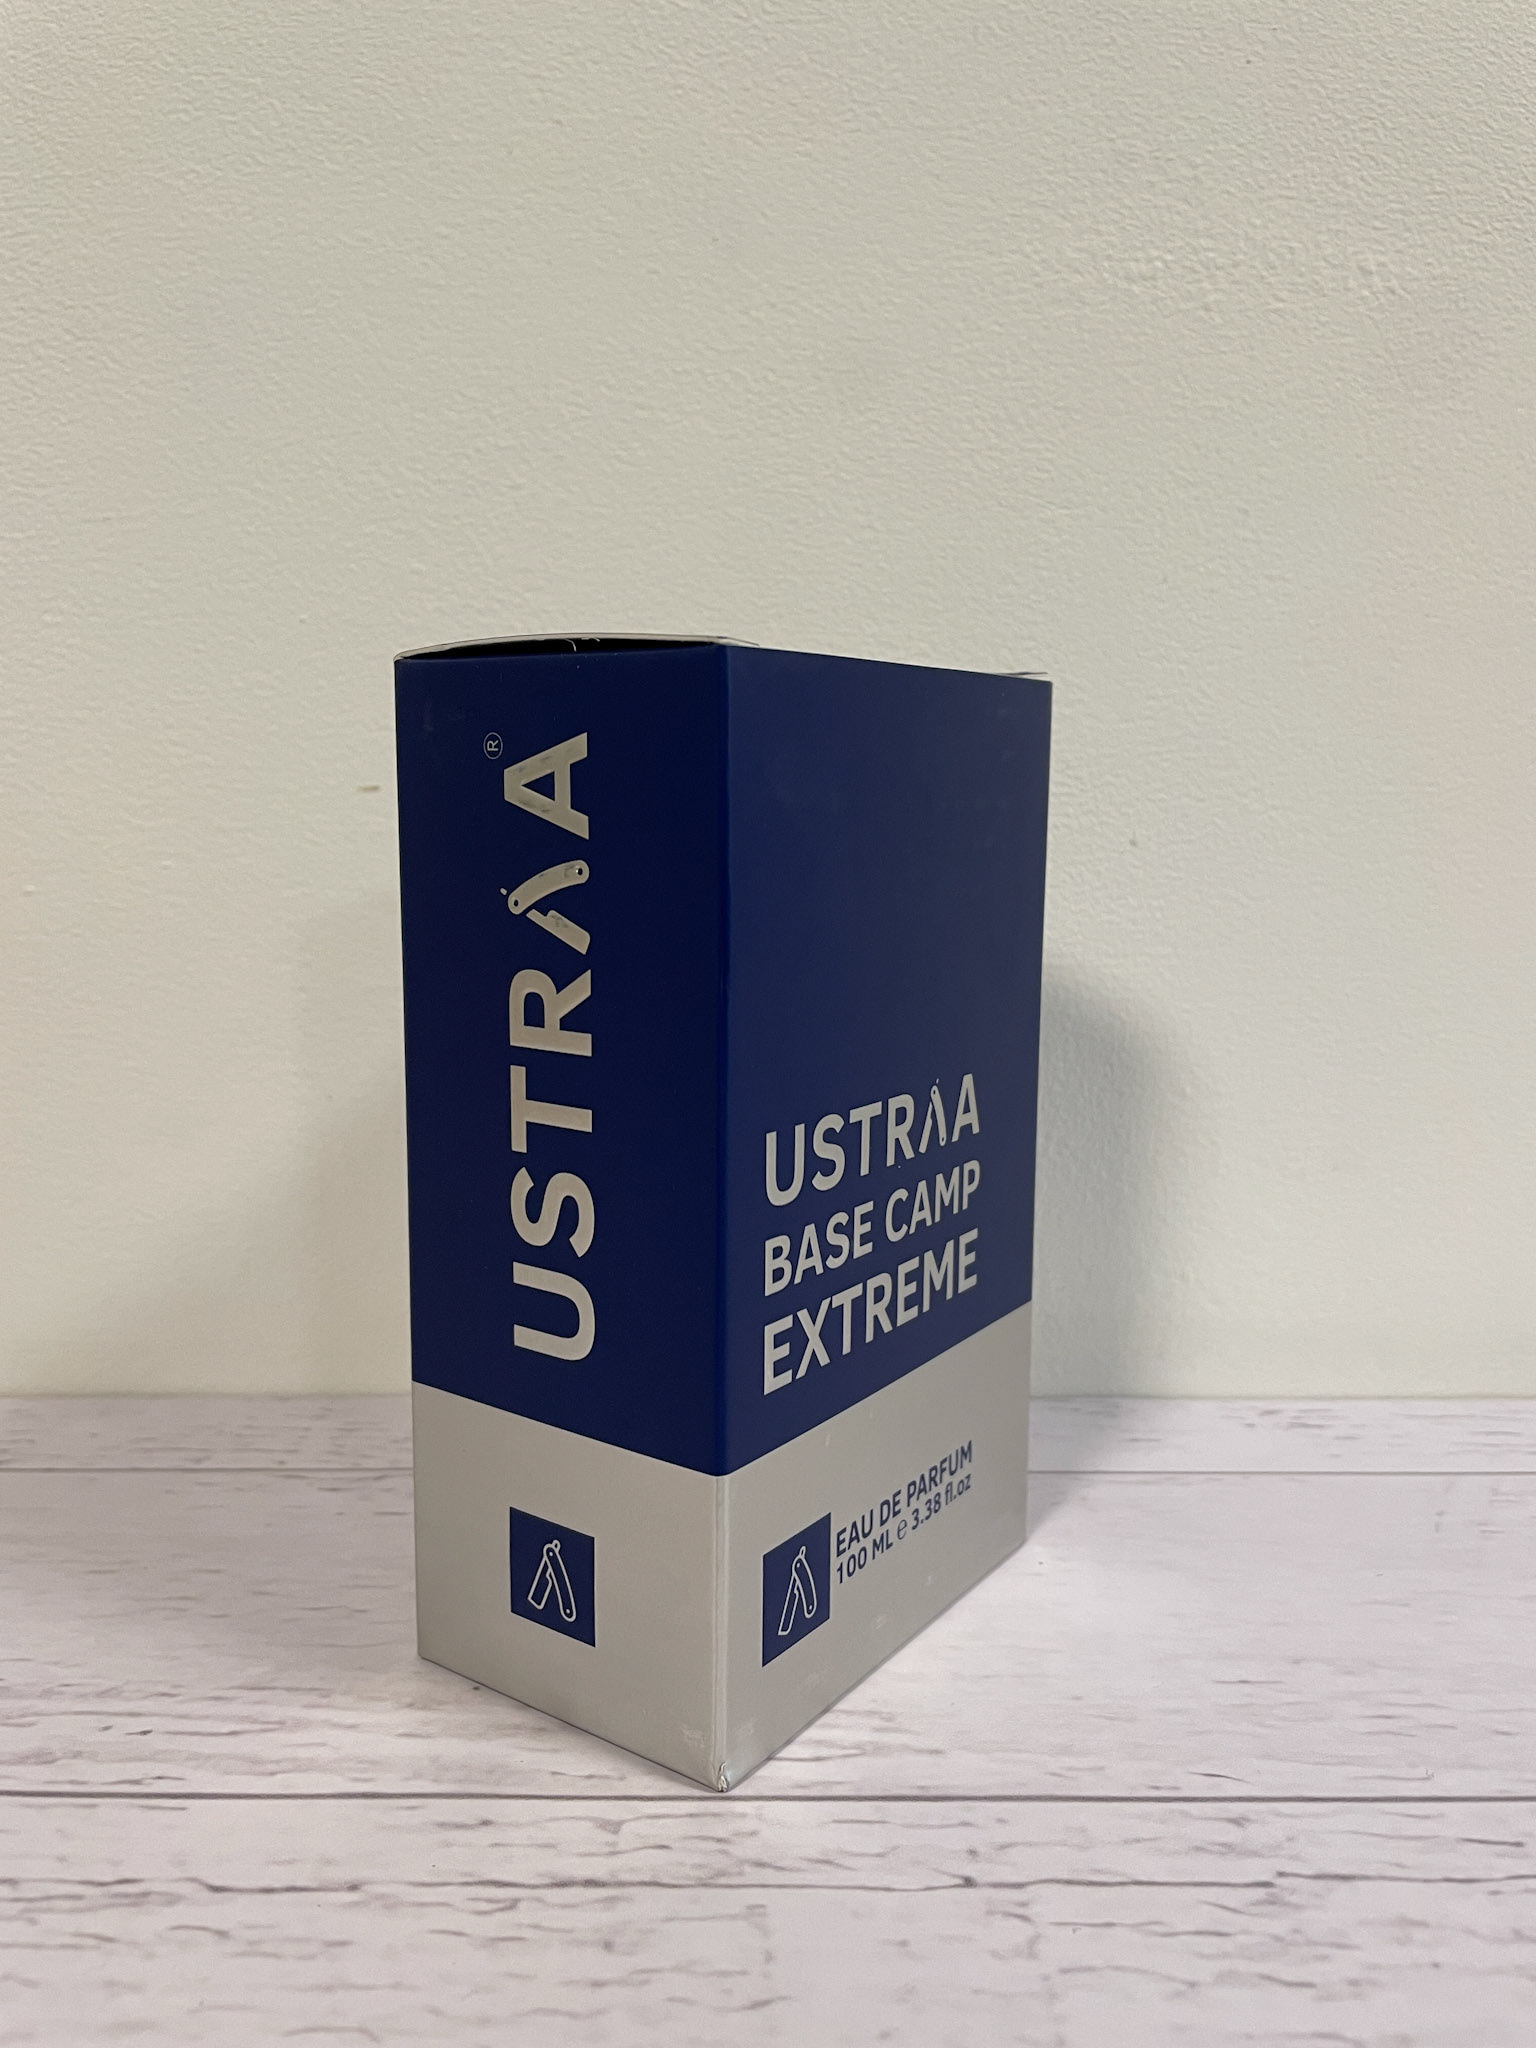 USTRAA®
USTRAA
BASE CAMP
EXTREME
EAU DE PARFUM
100 ML ℮ 3.38 fl.oz